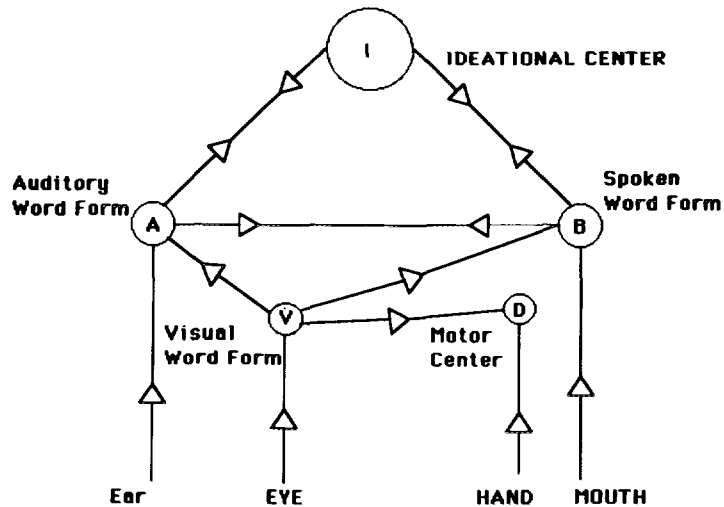 I
IDEATIONAL CENTER
Auditory
Word Form
A
Spoken
Word Form
B
V
D
Visual
Word Form
Motor
Center
Ear
EYE
HAND
MOUTH